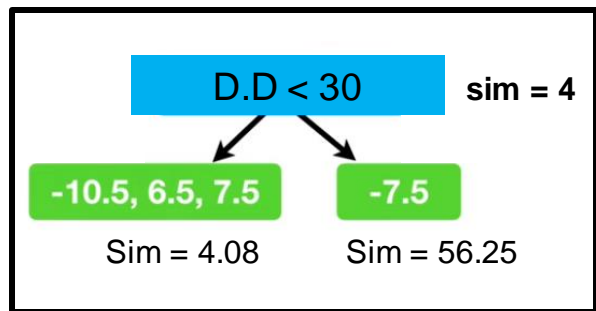 D.D < 30
sim = 4
-10.5, 6.5, 7.5
-7.5
Sim = 4.08
Sim = 56.25